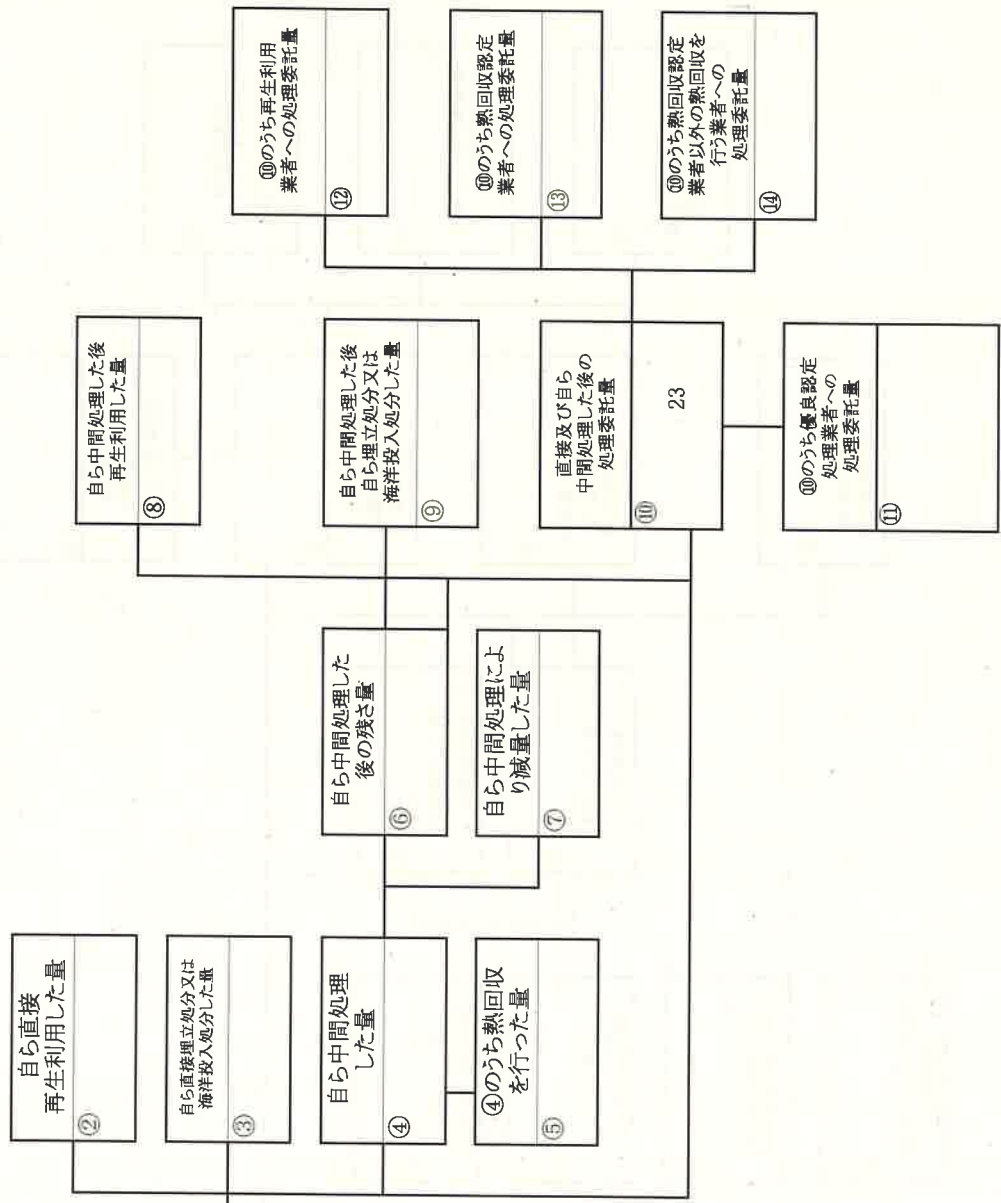 自ら直接
再生利用した量
②
自ら直接埋立処分又は
海洋投入処分した量
③
自ら中間処理
した量
④
④のうち熱回収
を行った量
⑤
自ら中間処理した
後の残さ量
⑥
自ら中間処理によ
り減量した量
⑦
自ら中間処理した後
再生利用した量
⑧
自ら中間処理した後
自ら埋立処分又は
海洋投入処分した量
⑨
直接及び自ら
中間処理した後の
処理委託量
⑩
23
⑩のうち優良認定
処理業者への
処理委託量
⑪
⑩のうち再生利用
業者への処理委託量
⑫
⑩のうち熱回収認定
業者への処理委託量
⑬
⑩のうち熱回収認定
業者以外の熱回収を
行う業者への
処理委託量
⑭